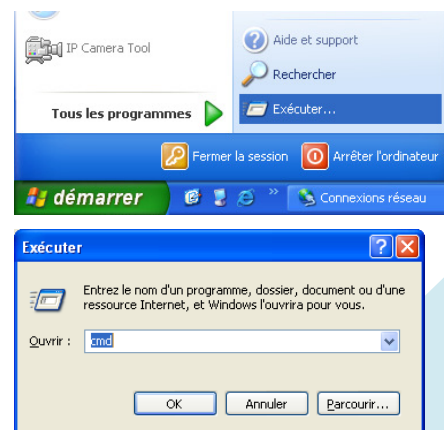 IP Camera Tool
Aide et support
Rechercher
Tous les programmes
Exécuter...
Fermer la session
Arrêter l'ordinateur
démarrer
»
Connexions réseau
Exécuter
Entrez le nom d'un programme, dossier, document ou d'une
ressource Internet, et Windows l'ouvrira pour vous.
Ouvrir :
cmd
OK
Annuler
Parcourir...